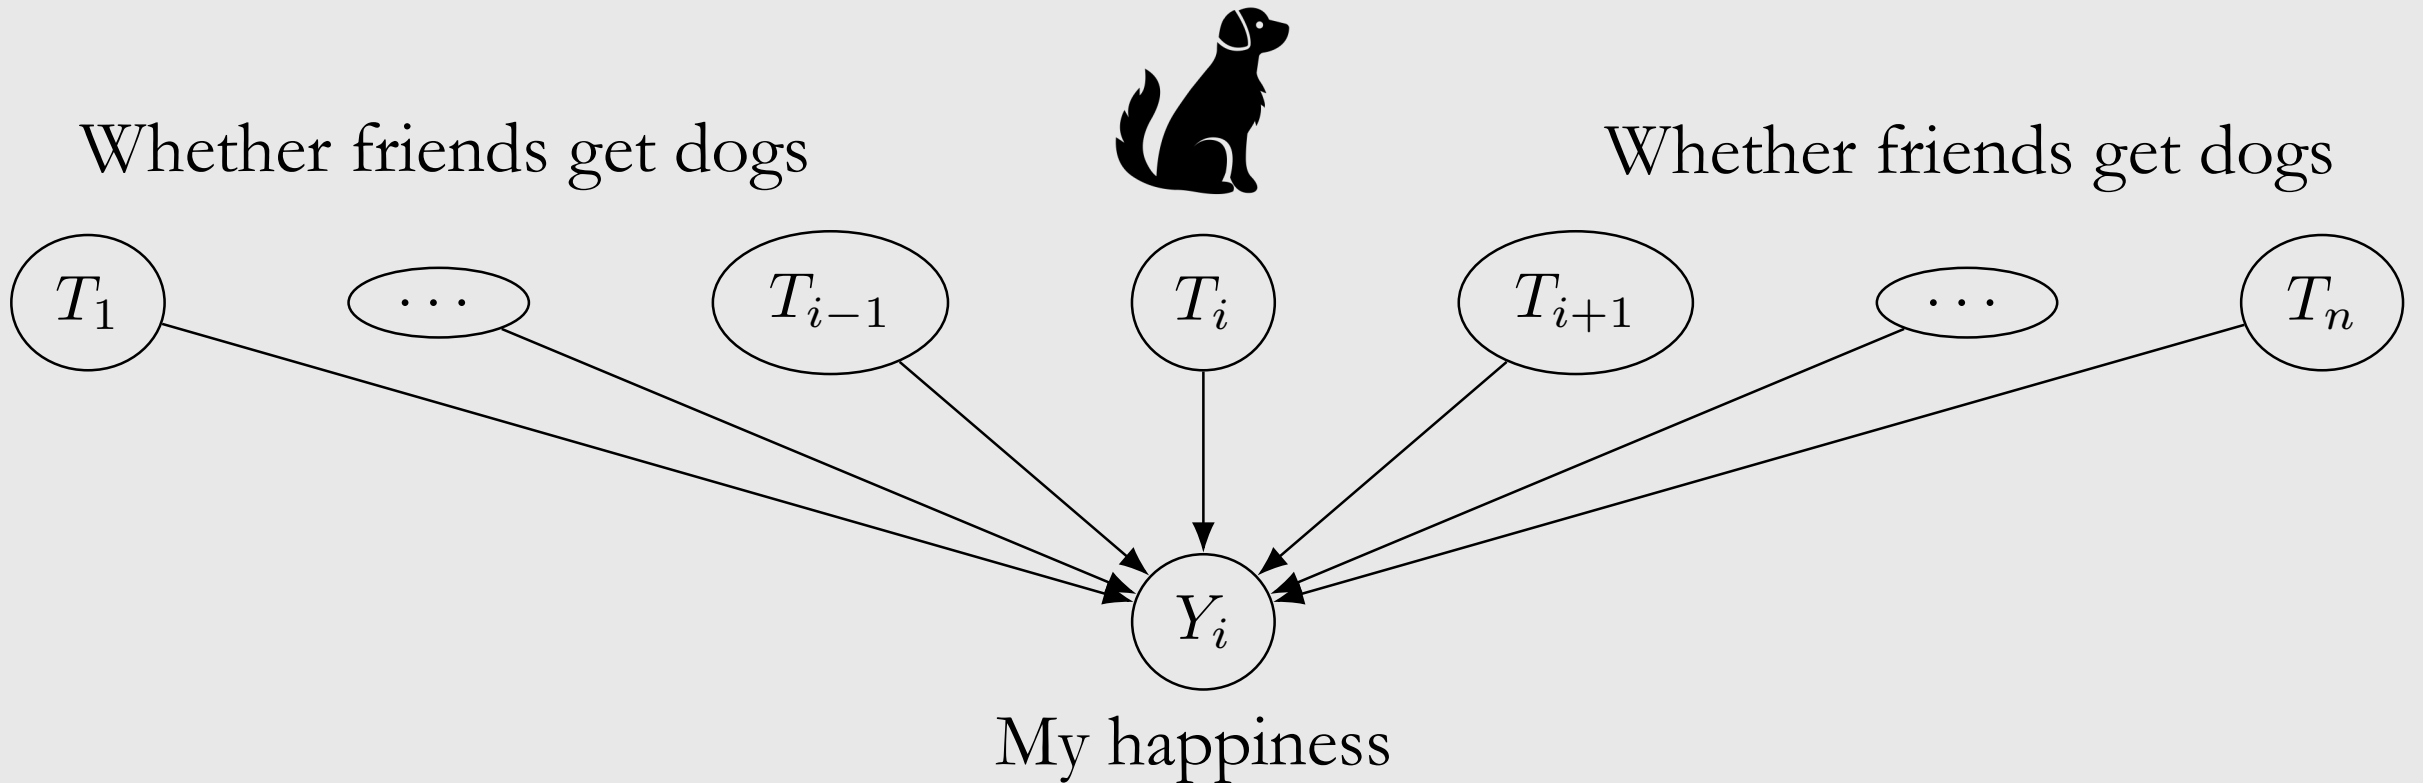 Whether friends get dogs Whether friends get dogs
T₁ ··· Tᵢ₋₁ Tᵢ Tᵢ₊₁ ··· Tₙ
Yᵢ
My happiness